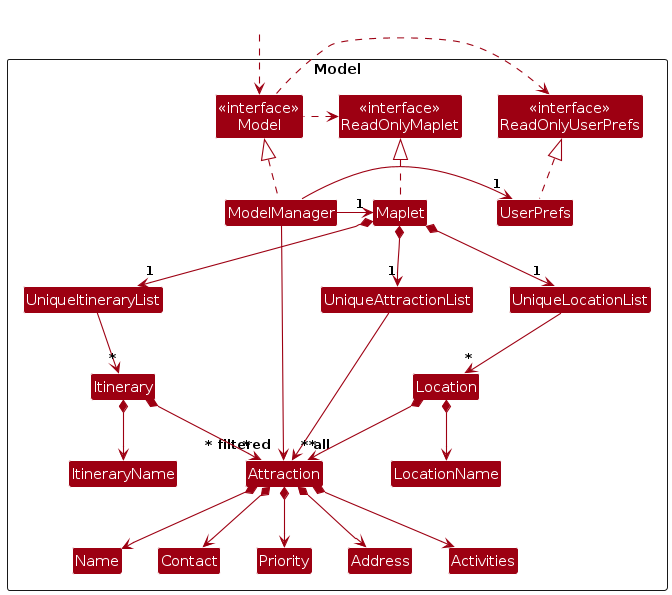 Model
«interface»
Model
«interface»
ReadOnlyMaplet
«interface»
ReadOnlyUserPrefs
1
ModelManager
1
Maplet
UserPrefs
1
1
1
UniqueItineraryList
UniqueAttractionList
UniqueLocationList
*
*
Itinerary
Location
* filtered
*
*
* all
ItineraryName
Attraction
LocationName
Name
Contact
Priority
Address
Activities